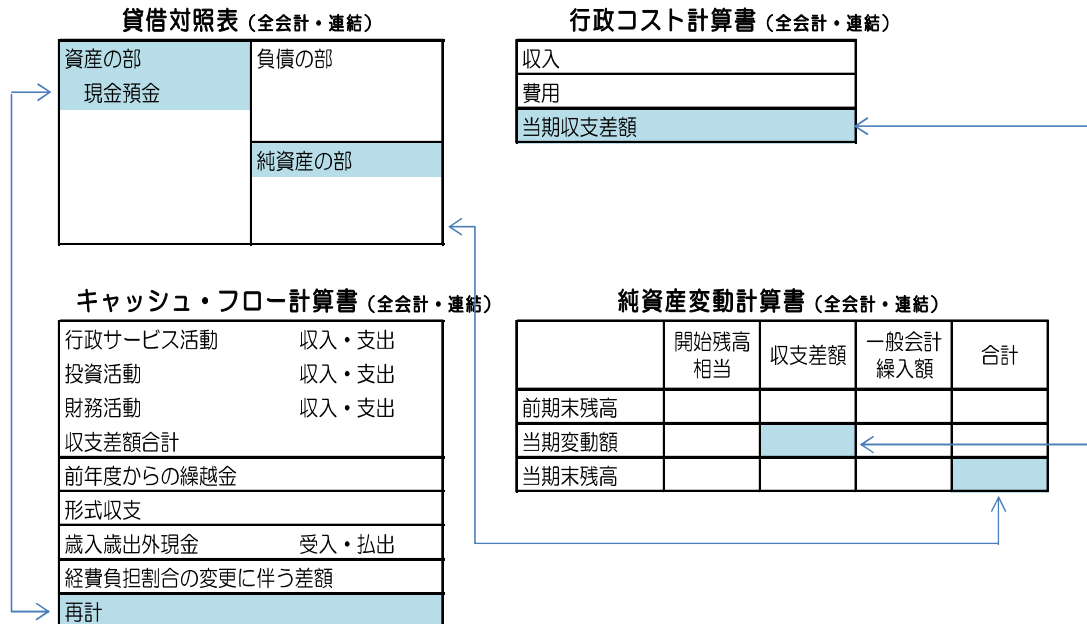 貸借対照表（全会計・連結）
資産の部
現金預金
負債の部
純資産の部
行政コスト計算書（全会計・連結）
収入
費用
当期収支差額
キャッシュ・フロー計算書（全会計・連結）
行政サービス活動 収入・支出
投資活動 収入・支出
財務活動 収入・支出
収支差額合計
前年度からの繰越金
形式収支
歳入歳出外現金 受入・払出
経費負担割合の変更に伴う差額
再計
純資産変動計算書（全会計・連結）
開始残高
相当
収支差額
一般会計
繰入額
合計
前期末残高
当期変動額
当期末残高